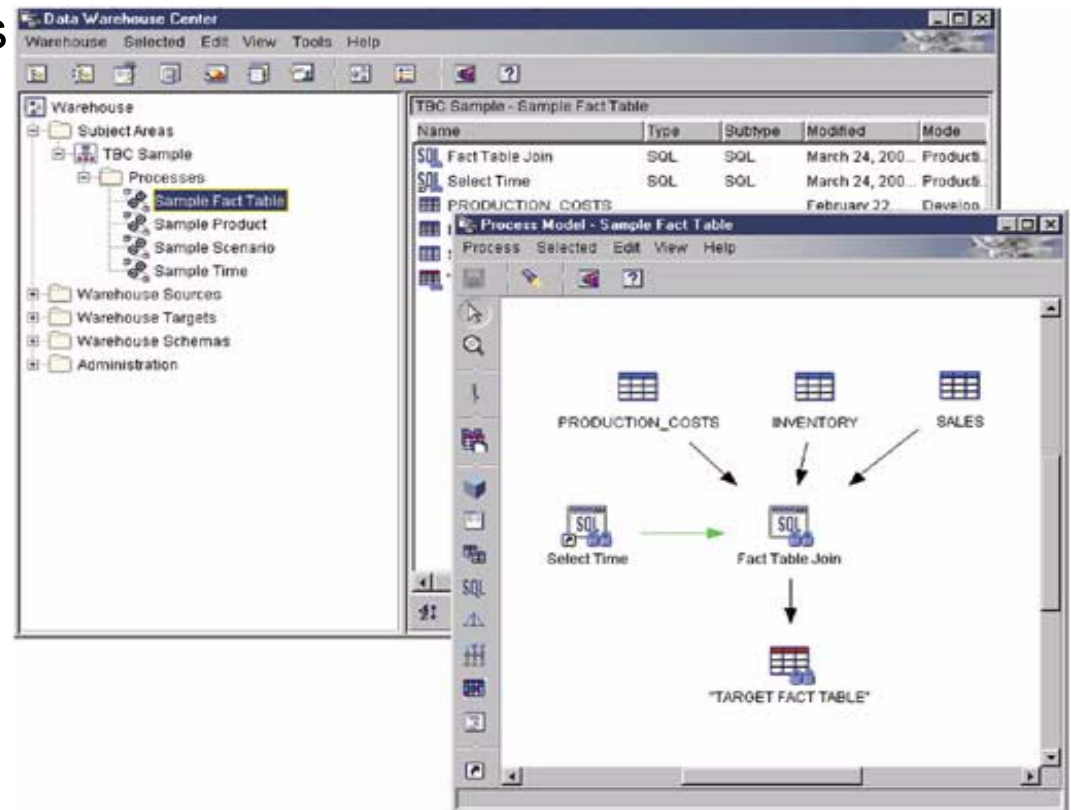 s
Data Warehouse Center
Warehouse Selected Edit View Tools Help
Warehouse
Subject Areas
TBC Sample
Processes
Sample Fact Table
Sample Product
Sample Scenario
Sample Time
Warehouse Sources
Warehouse Targets
Warehouse Schemas
Administration
TBC Sample - Sample Fact Table
Name Type Subtype Modified Mode
SQL Fact Table Join SQL SQL March 24, 200... Producti..
SQL Select Time SQL SQL March 24, 200... Producti..
PRODUCTION_COSTS February 22, Develop
Process Model - Sample Fact Table
Process Selected Edit View Help
PRODUCTION_COSTS INVENTORY SALES
SQL SQL
Select Time Fact Table Join
SQL
"TARGET FACT TABLE"